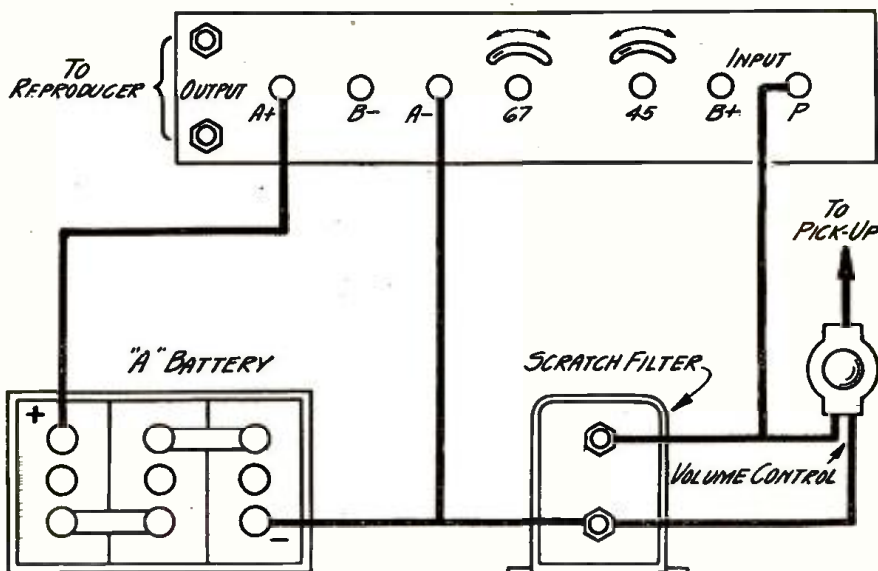 TO
REPRODUCER
OUTPUT
A+
B-
A-
67
45
INPUT
B+
P
TO
PICK-UP
"A" BATTERY
+
-
SCRATCH FILTER
VOLUME CONTROL